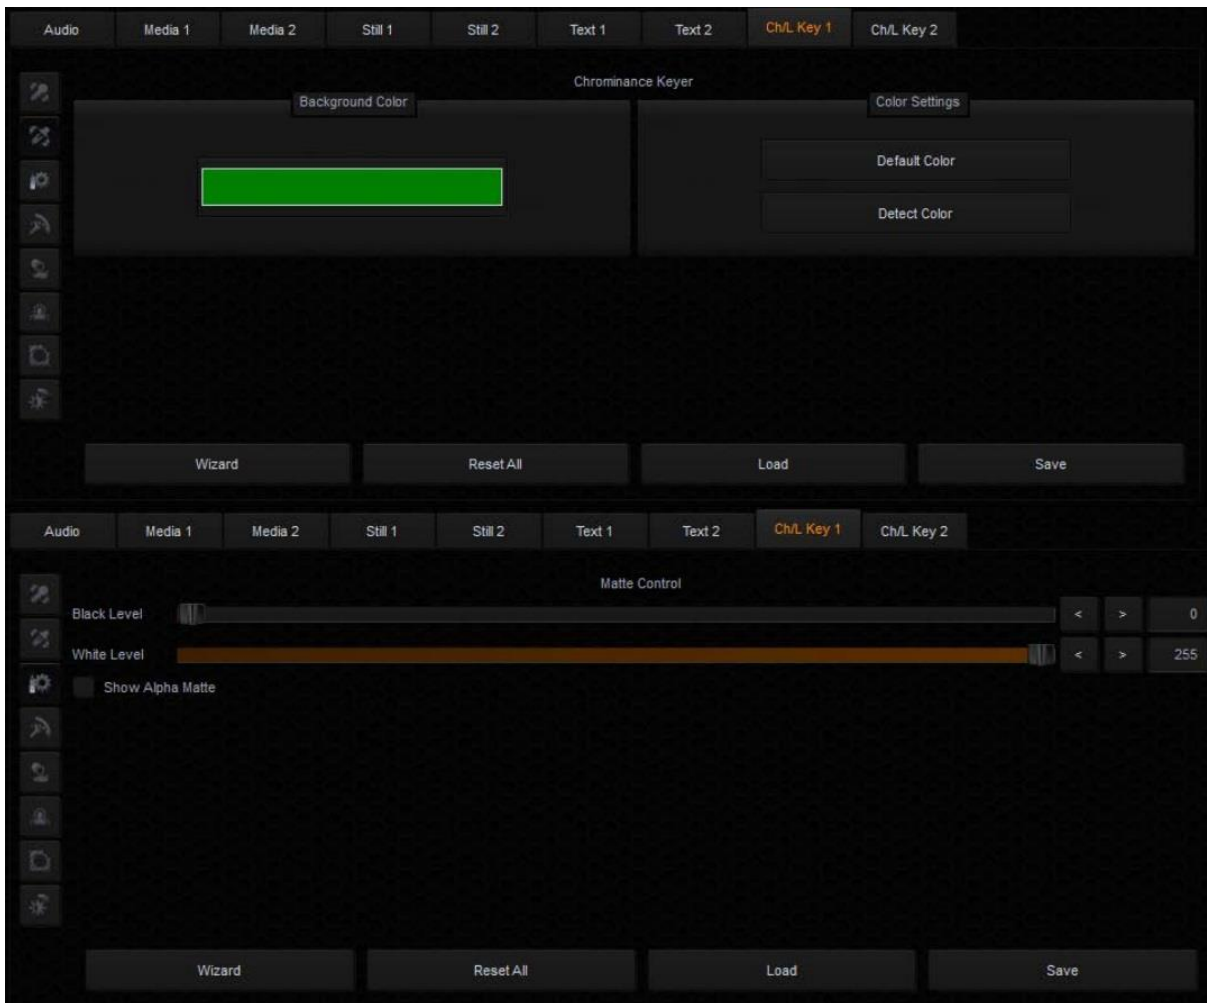 Audio Media 1 Media 2 Still 1 Still 2 Text 1 Text 2 Ch/L Key 1 Ch/L Key 2
Chrominance Keyer
Background Color
Color Settings
Default Color
Detect Color
Wizard Reset All Load Save
Audio Media 1 Media 2 Still 1 Still 2 Text 1 Text 2 Ch/L Key 1 Ch/L Key 2
Matte Control
Black Level < > 0
White Level < > 255
Show Alpha Matte
Wizard Reset All Load Save